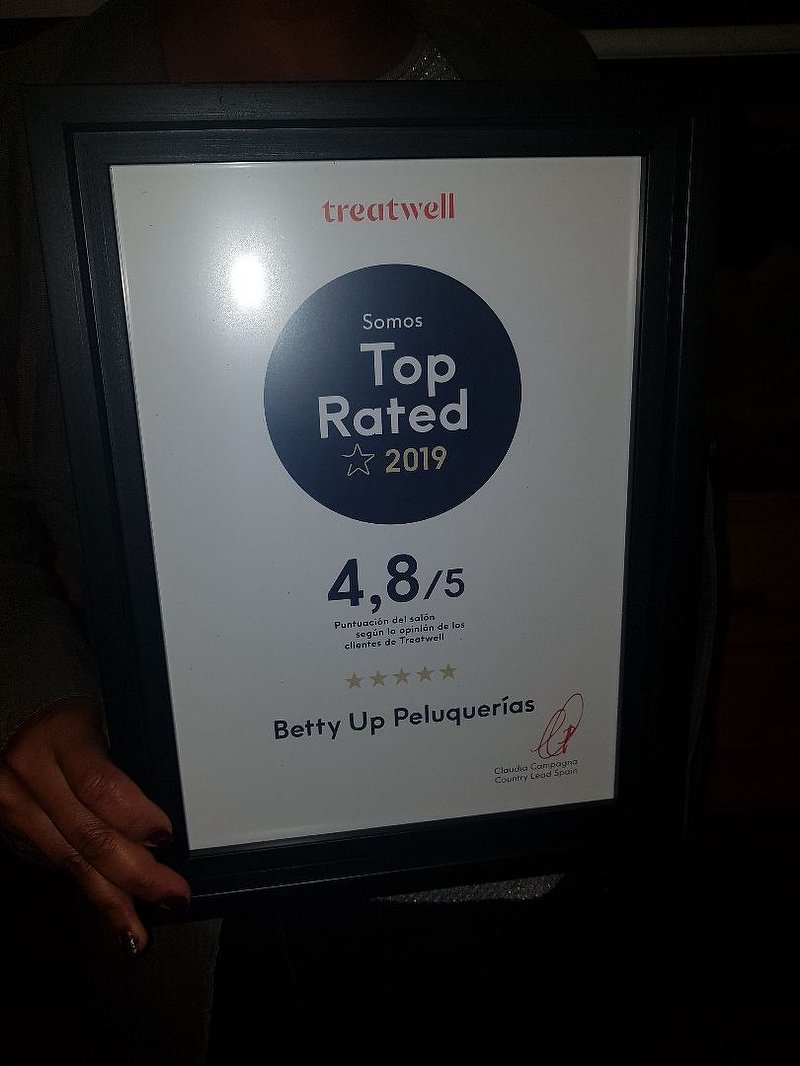 treatwell
Somos
Top
Rated
2019
4,8/5
Puntuación del salón
según la opinión de los
clientes de Treatwell
Betty Up Peluquerías
Claudia Campagna
Country Lead Spain